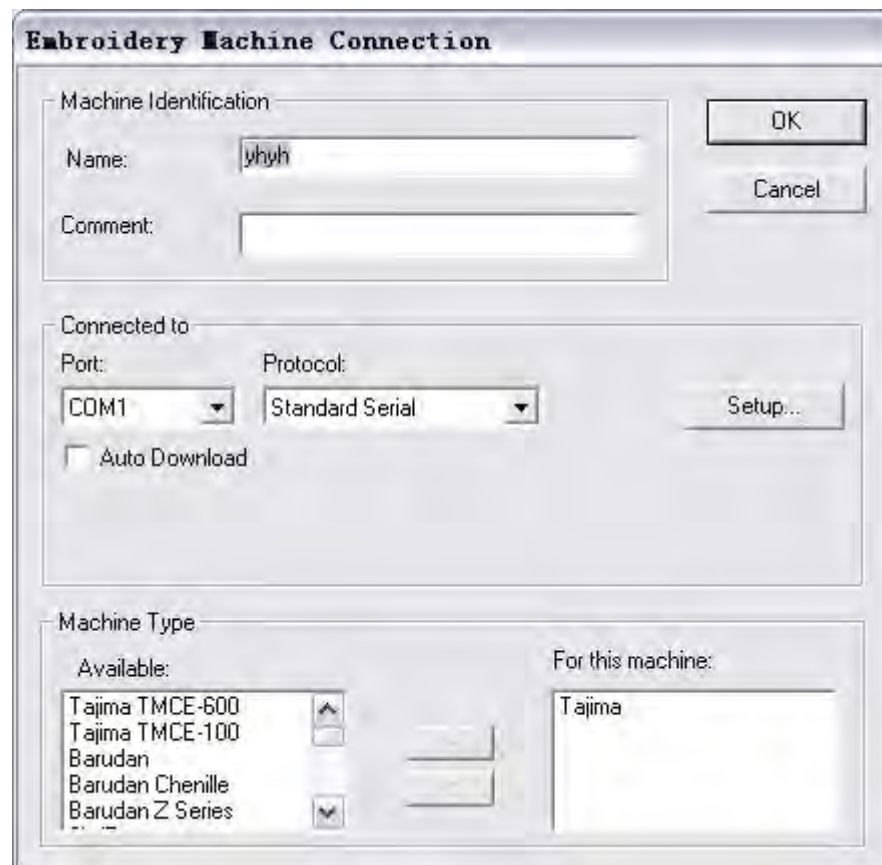 Embroidery Machine Connection
Machine Identification
OK
Name: yhyh
Cancel
Comment:
Connected to
Port: Protocol:
COM1 Standard Serial Setup...
Auto Download
Machine Type
Available: For this machine:
Tajima TMCE-600 Tajima
Tajima TMCE-100
Barudan
Barudan Chenille
Barudan Z Series